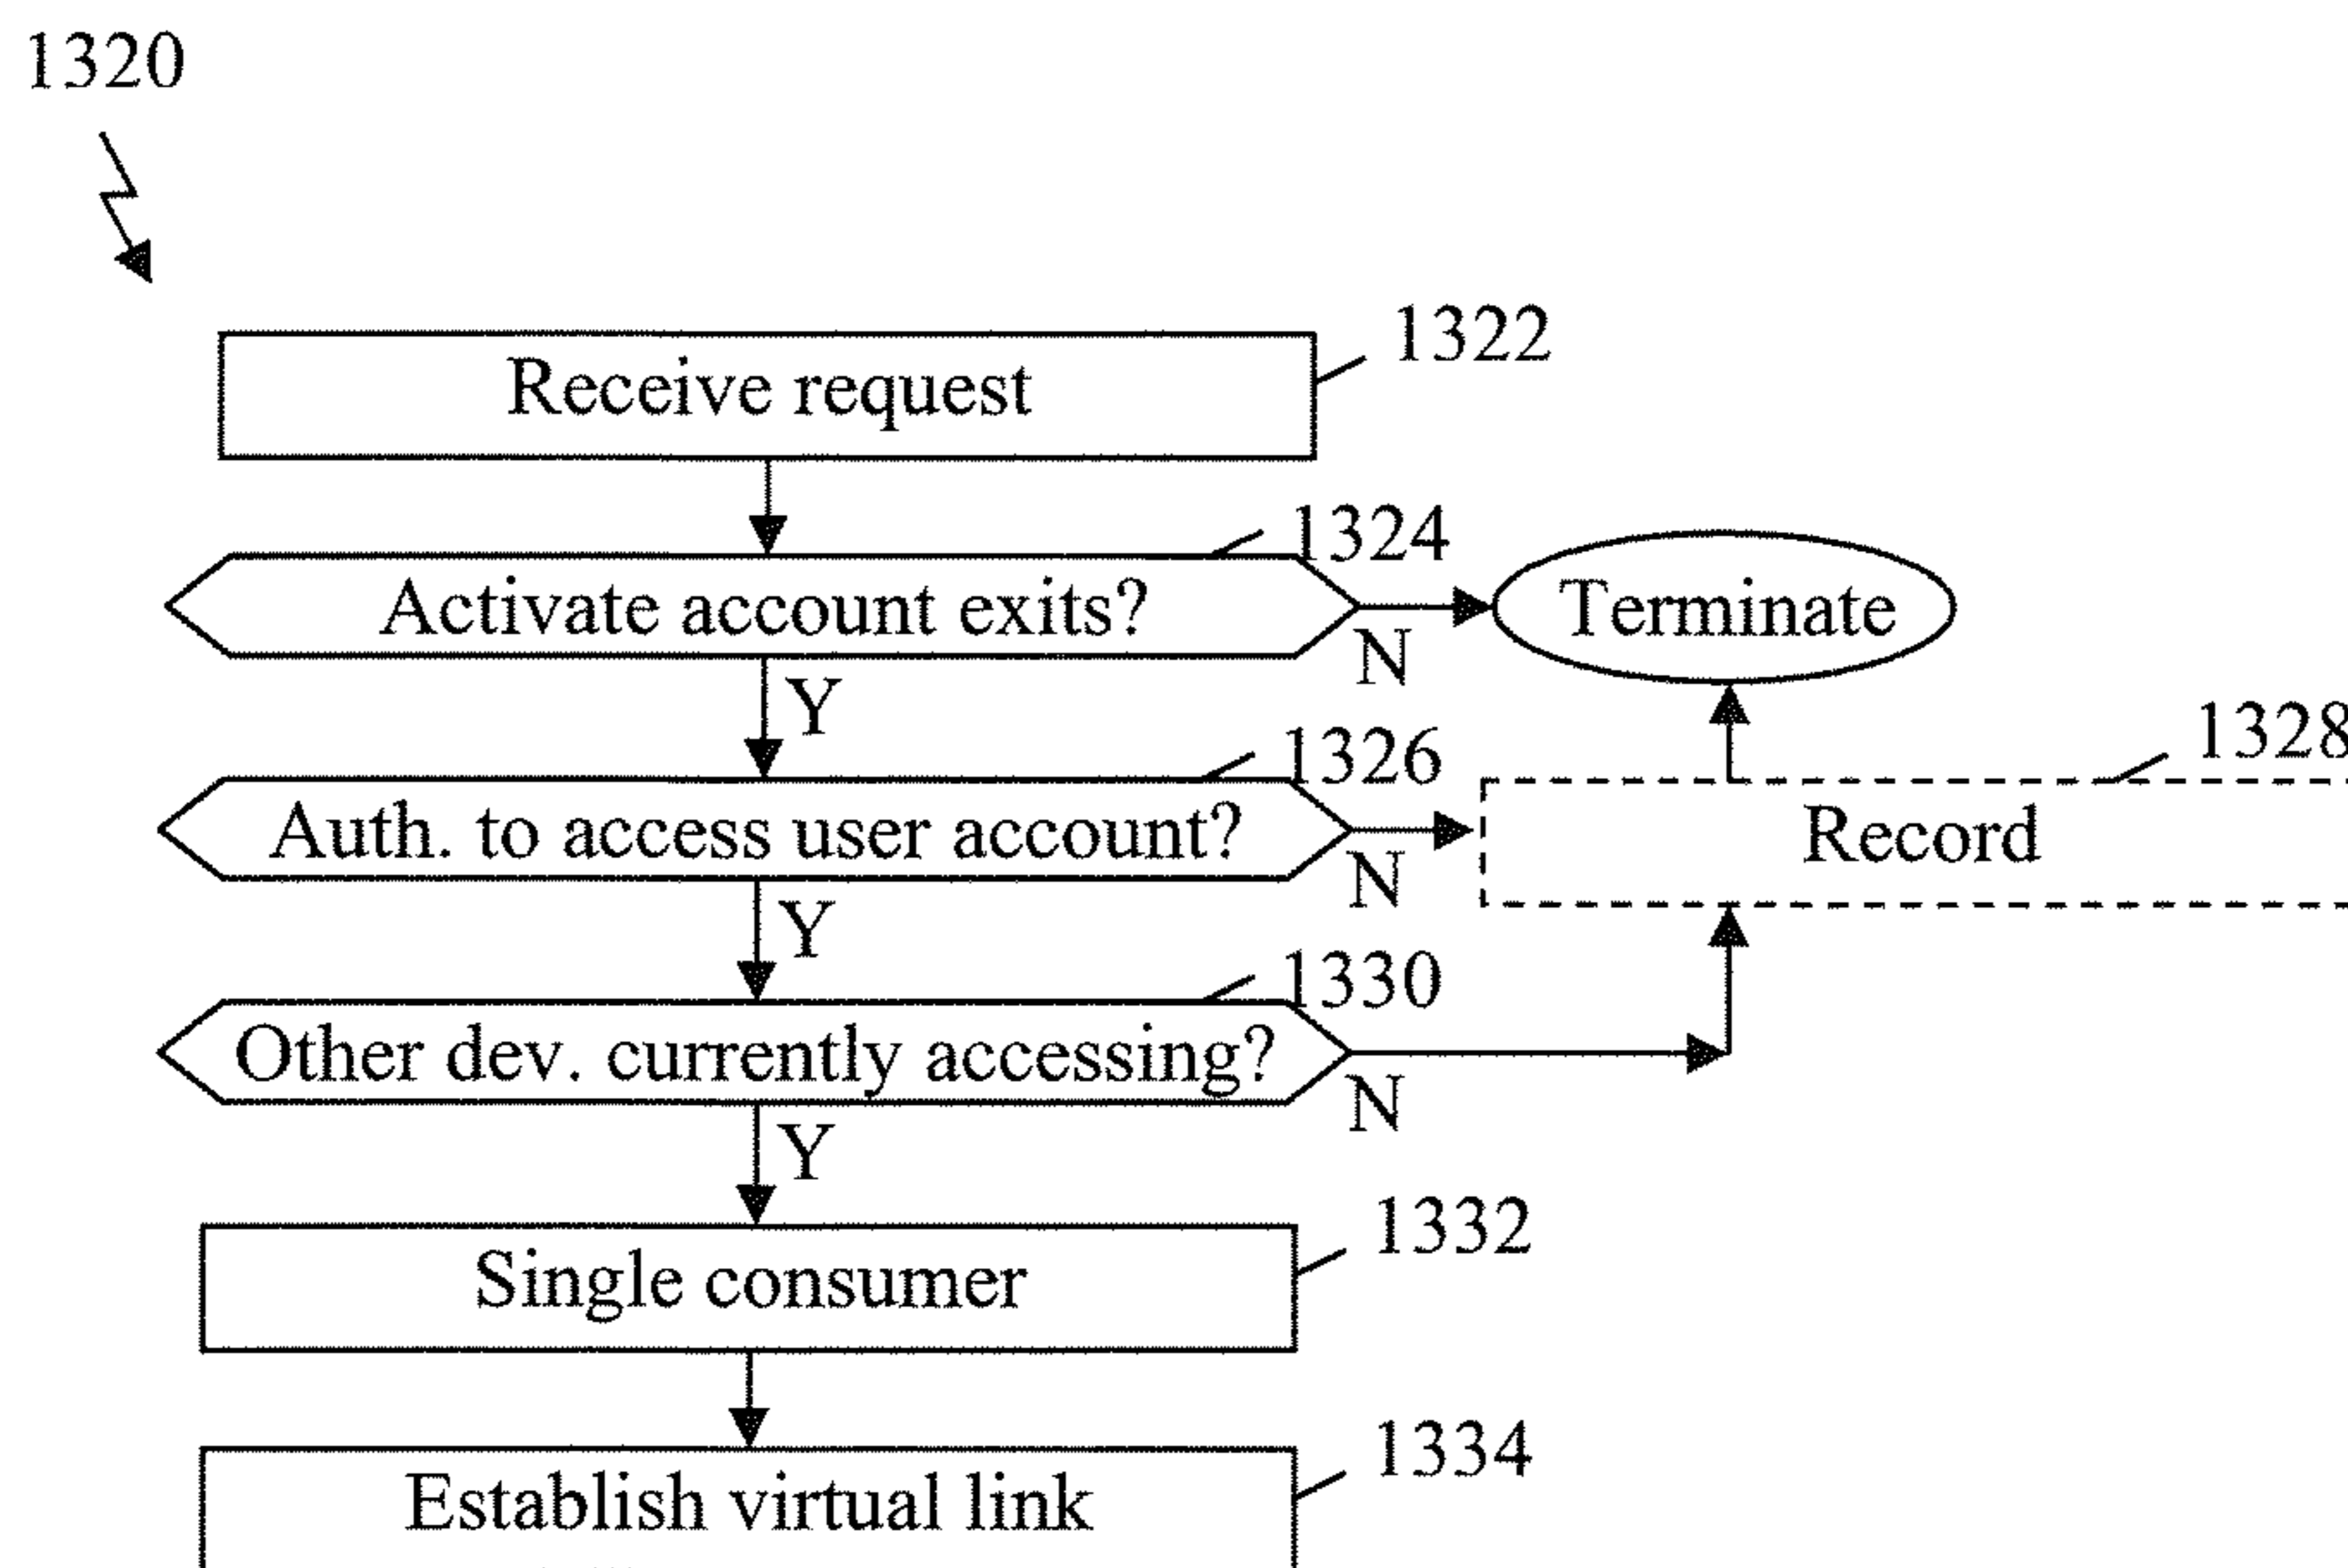 1320
1322
Receive request
1324
Activate account exits?
Terminate
N
Y
1328
1326
Auth. to access user account?
Record
N
Y
1330
Other dev. currently accessing?
N
Y
1332
Single consumer
1334
Establish virtual link